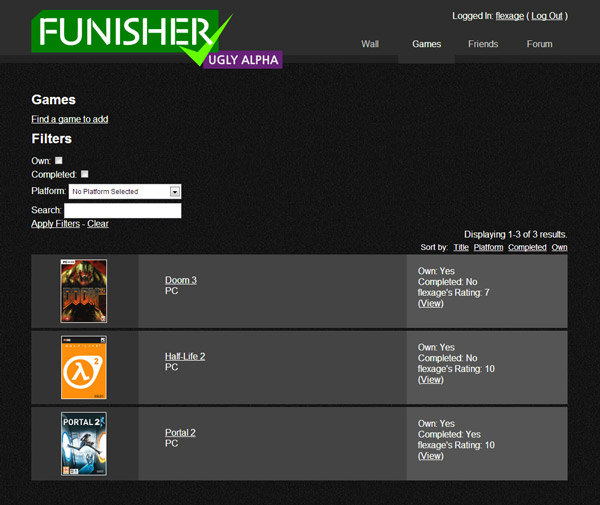 FUNISHER
UGLY ALPHA
Logged In: flexage ( Log Out )
Wall Games Friends Forum
Games
Find a game to add
Filters
Own:
Completed:
Platform: No Platform Selected
Search:
Apply Filters - Clear
Displaying 1-3 of 3 results.
Sort by: Title Platform Completed Own
DOOM 3
Doom 3
PC
Own: Yes
Completed: No
flexage's Rating: 7
(View)
2
Half-Life 2
PC
Own: Yes
Completed: No
flexage's Rating: 10
(View)
PORTAL 2
Portal 2
PC
Own: Yes
Completed: Yes
flexage's Rating: 10
(View)